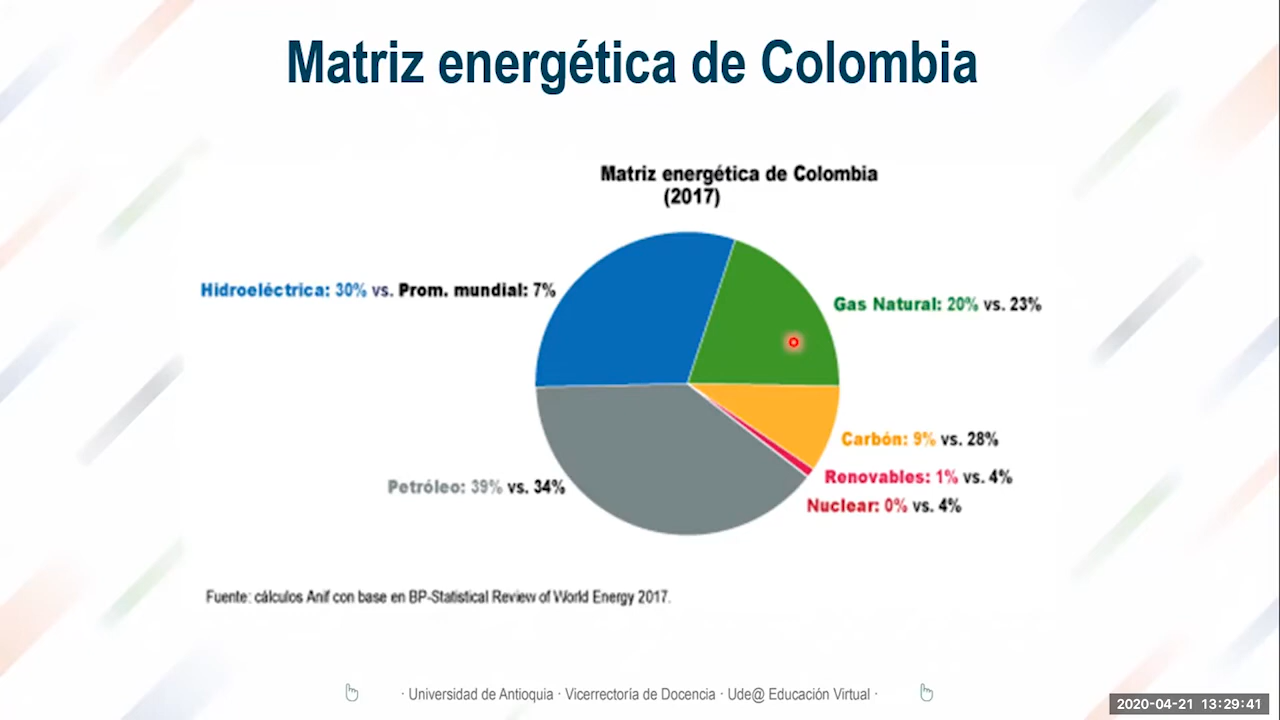 Matriz energética de Colombia
Matriz energética de Colombia
(2017)
Hidroeléctrica: 30% vs. Prom. mundial: 7%
Gas Natural: 20% vs. 23%
Carbón: 9% vs. 28%
Renovables: 1% vs. 4%
Petróleo: 39% vs. 34%
Nuclear: 0% vs. 4%
Fuente: cálculos Anif con base en BP-Statistical Review of World Energy 2017.
· Universidad de Antioquia · Vicerrectoría de Docencia · Ude@ Educación Virtual ·
2020-04-21 13:29:41